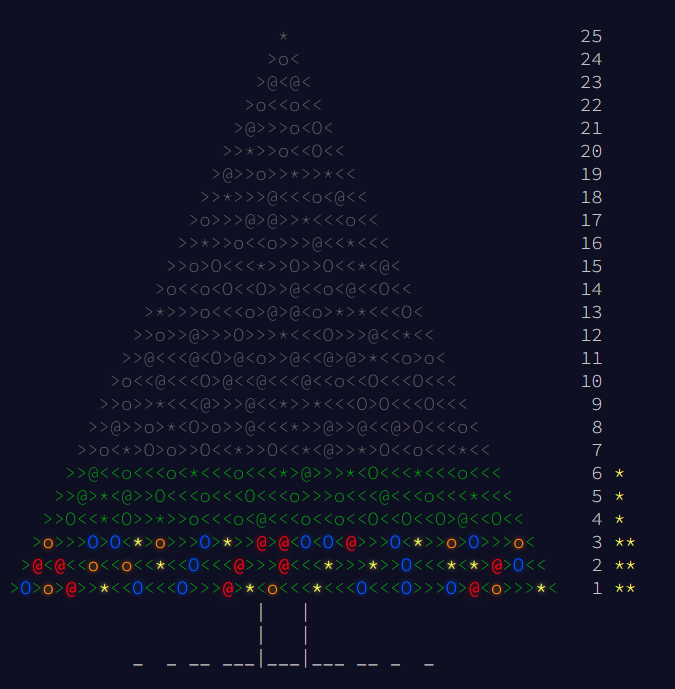 * 25
>o< 24
>@<@< 23
>o<<o<< 22
>@>>>o<O< 21
>>*>>o<<O<< 20
>@>>o>>*>>*<< 19
>>*>>>@<<<o<@<< 18
>o>>>@>@>>*<<<o<< 17
>>*>>o<<o>>>@<<*<<< 16
>>o>O<<<*>>O>>O<<*<@< 15
>o<<o<O<<O>>@<<o<@<<O<< 14
>*>>>o<<<o>@>@<o>*>*<<<O< 13
>>o>>@>>>O>>>*<<<O>>>@<<*<< 12
>>@<<<@<O>@<o>>@<<@>@>*<<o>o< 11
>o<<@<<<O>@<<@<<<@<<o<<O<<<O<<< 10
>>o>>*<<<@>>>@<<*>>*<<<O>O<<<O<<< 9
>>@>>o>*<O>>o>@<<<*>>@>>@<<@>O<<<o< 8
>>o<*>O>o>>O<<*>>O<<*<@>>*>O<<o<<<*<< 7
>>@<<o<<<o<*<<<o<<<*>@>>>*<O<<<*<<<o<<< 6 *
>>@>*<@>>O<<<o<<<o<<<o>>>o<<<@<<<o<<<*<<< 5 *
>>O<<*<O>*>>o<<<o<o<@<<<o<<o<<O<<O<O>@<<O<< 4 *
>o>>>O>O>*>o>>>O>*>>@>@<O<O<@>>>O<*>>o>O>>>o< 3 **
>@<@<<o<<o<<*<<O<<<@>>>@<<<*>>>*>>O<<<*<*>@>O<< 2 **
>O>o>@>>*<<O<<<O>>>@>*<o<<<*<<<O<<<O>>>O>@<o>>>*< 1 **
|   |
|   |
_  _ __ ___|___|___ __ _  _